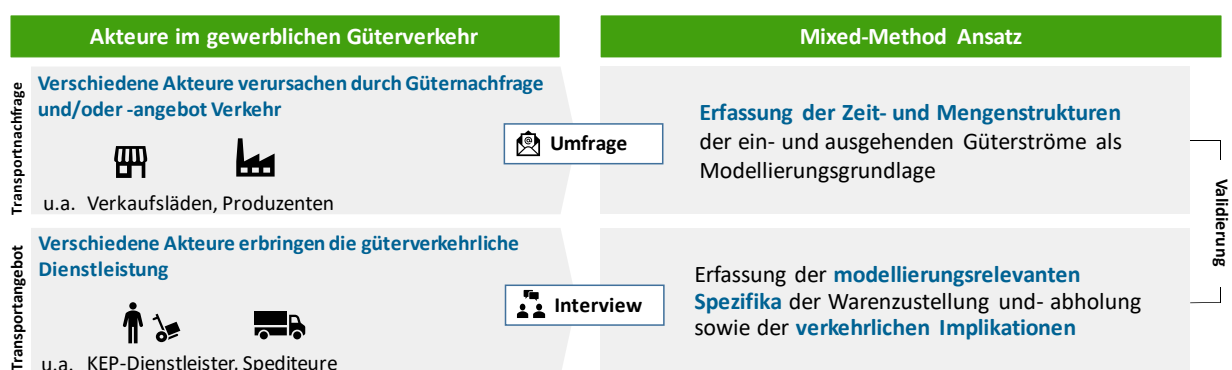 Akteure im gewerblichen Güterverkehr
Mixed-Method Ansatz
Transportnachfrage
Verschiedene Akteure verursachen durch Güternachfrage
und/oder -angebot Verkehr
u.a. Verkaufsläden, Produzenten
Umfrage
Erfassung der Zeit- und Mengenstrukturen
der ein- und ausgehenden Güterströme als
Modellierungsgrundlage
Transportangebot
Verschiedene Akteure erbringen die güterverkehrliche
Dienstleistung
u.a. KEP-Dienstleister, Spediteure
Interview
Erfassung der modellierungsrelevanten
Spezifika der Warenzustellung und- abholung
sowie der verkehrlichen Implikationen
Validierung